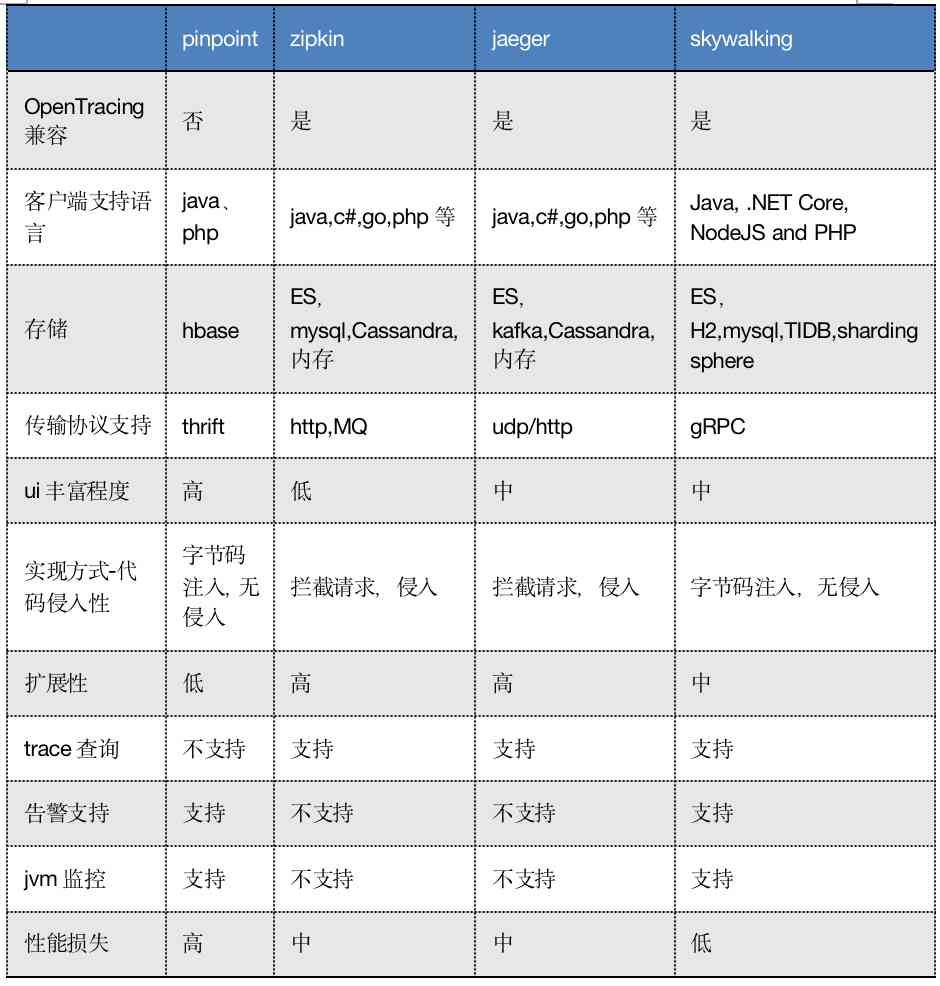 pinpoint zipkin jaeger skywalking
OpenTracing
兼容 否 是 是 是
客户端支持语
言 java、
php java,c#,go,php 等 java,c#,go,php 等 Java, .NET Core,
NodeJS and PHP
存储 hbase ES,
mysql,Cassandra,
内存 ES,
kafka,Cassandra,
内存 ES,
H2,mysql,TIDB,sharding
sphere
传输协议支持 thrift http,MQ udp/http gRPC
ui 丰富程度 高 低 中 中
实现方式-代
码侵入性 字节码
注入, 无
侵入 拦截请求, 侵入 拦截请求, 侵入 字节码注入, 无侵入
扩展性 低 高 高 中
trace 查询 不支持 支持 支持 支持
告警支持 支持 不支持 不支持 支持
jvm 监控 支持 不支持 不支持 支持
性能损失 高 中 中 低